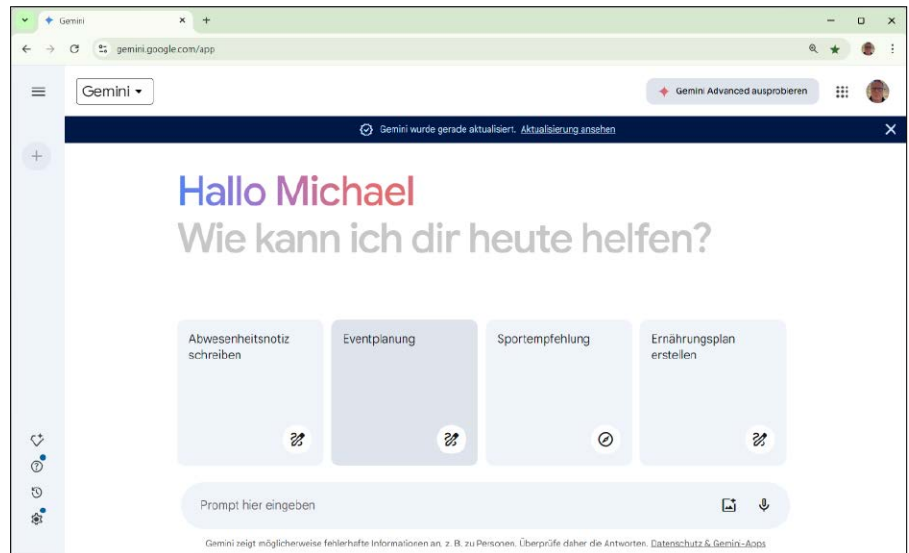 Gemini
gemini.google.com/app
Gemini
Gemini Advanced ausprobieren
Gemini wurde gerade aktualisiert. Aktualisierung ansehen
Hallo Michael
Wie kann ich dir heute helfen?
Abwesenheitsnotiz
schreiben
Eventplanung
Sportempfehlung
Ernährungsplan
erstellen
Prompt hier eingeben
Gemini zeigt möglicherweise fehlerhafte Informationen an, z. B. zu Personen. Überprüfe daher die Antworten. Datenschutz & Gemini-Apps